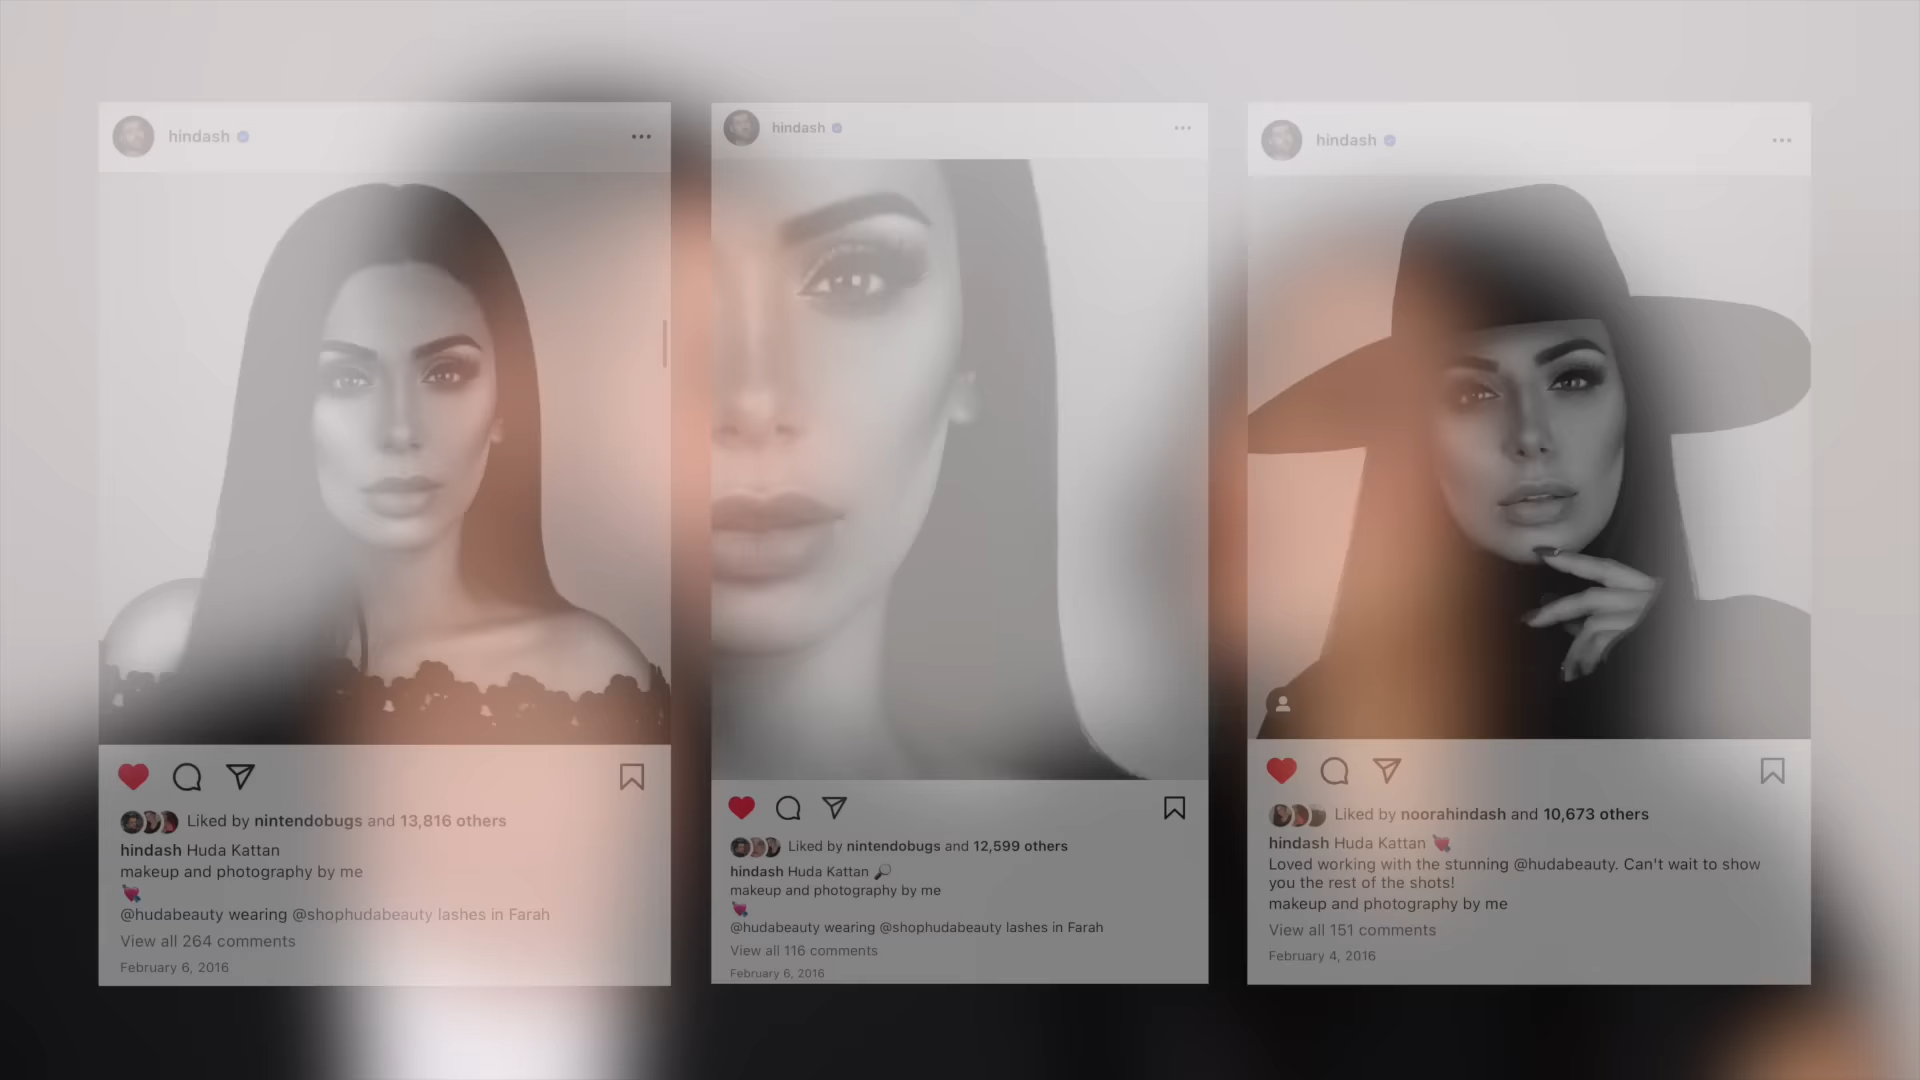 hindash
Liked by nintendobugs and 13,816 others
hindash Huda Kattan
makeup and photography by me
💘
@hudabeauty wearing @shophudabeauty lashes in Farah
View all 264 comments
February 6, 2016
hindash
Liked by nintendobugs and 12,599 others
hindash Huda Kattan 🔎
makeup and photography by me
💘
@hudabeauty wearing @shophudabeauty lashes in Farah
View all 116 comments
February 6, 2016
hindash
Liked by noorahindash and 10,673 others
hindash Huda Kattan 💘
Loved working with the stunning @hudabeauty. Can't wait to show
you the rest of the shots!
makeup and photography by me
View all 151 comments
February 4, 2016